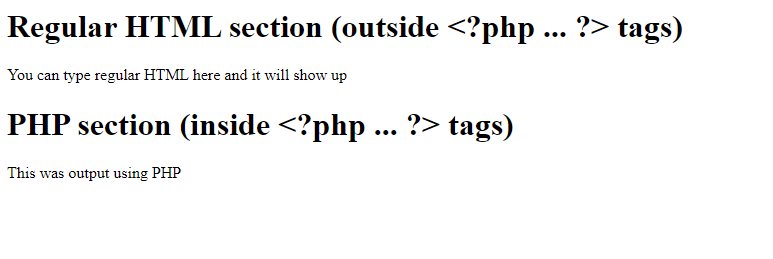 Regular HTML section (outside <?php ... ?> tags)
You can type regular HTML here and it will show up
PHP section (inside <?php ... ?> tags)
This was output using PHP